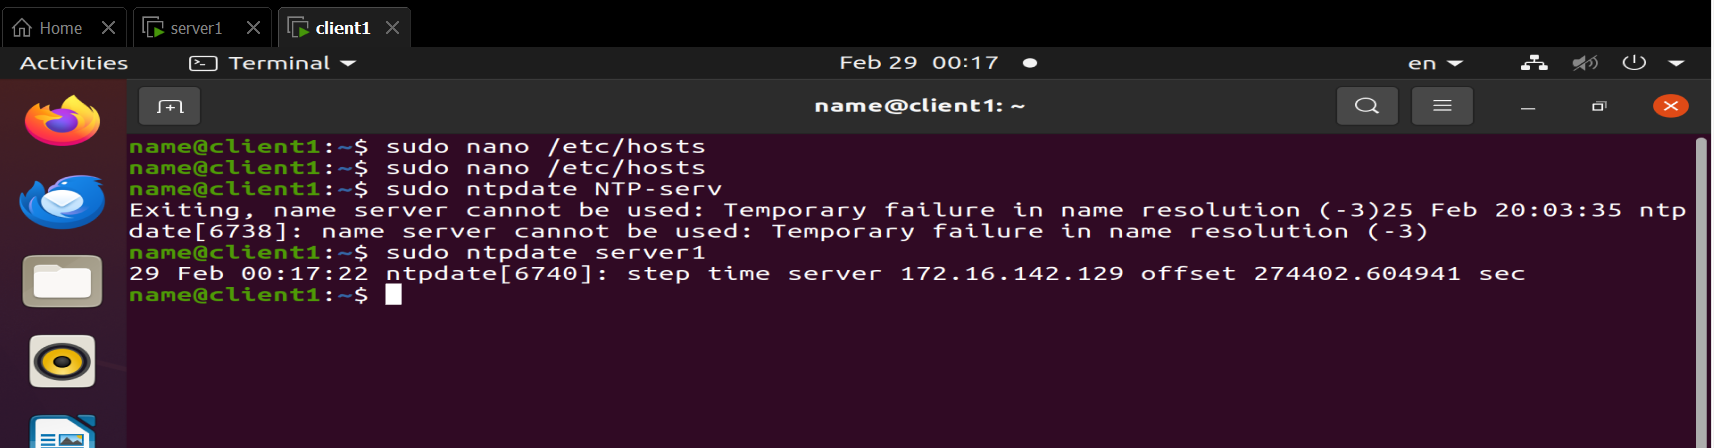 Home
server1
client1
Activities
Terminal
Feb 29 00:17
en
name@client1: ~
name@client1:~$ sudo nano /etc/hosts
name@client1:~$ sudo nano /etc/hosts
name@client1:~$ sudo ntpdate NTP-serv
Exiting, name server cannot be used: Temporary failure in name resolution (-3)25 Feb 20:03:35 ntp
date[6738]: name server cannot be used: Temporary failure in name resolution (-3)
name@client1:~$ sudo ntpdate server1
29 Feb 00:17:22 ntpdate[6740]: step time server 172.16.142.129 offset 274402.604941 sec
name@client1:~$